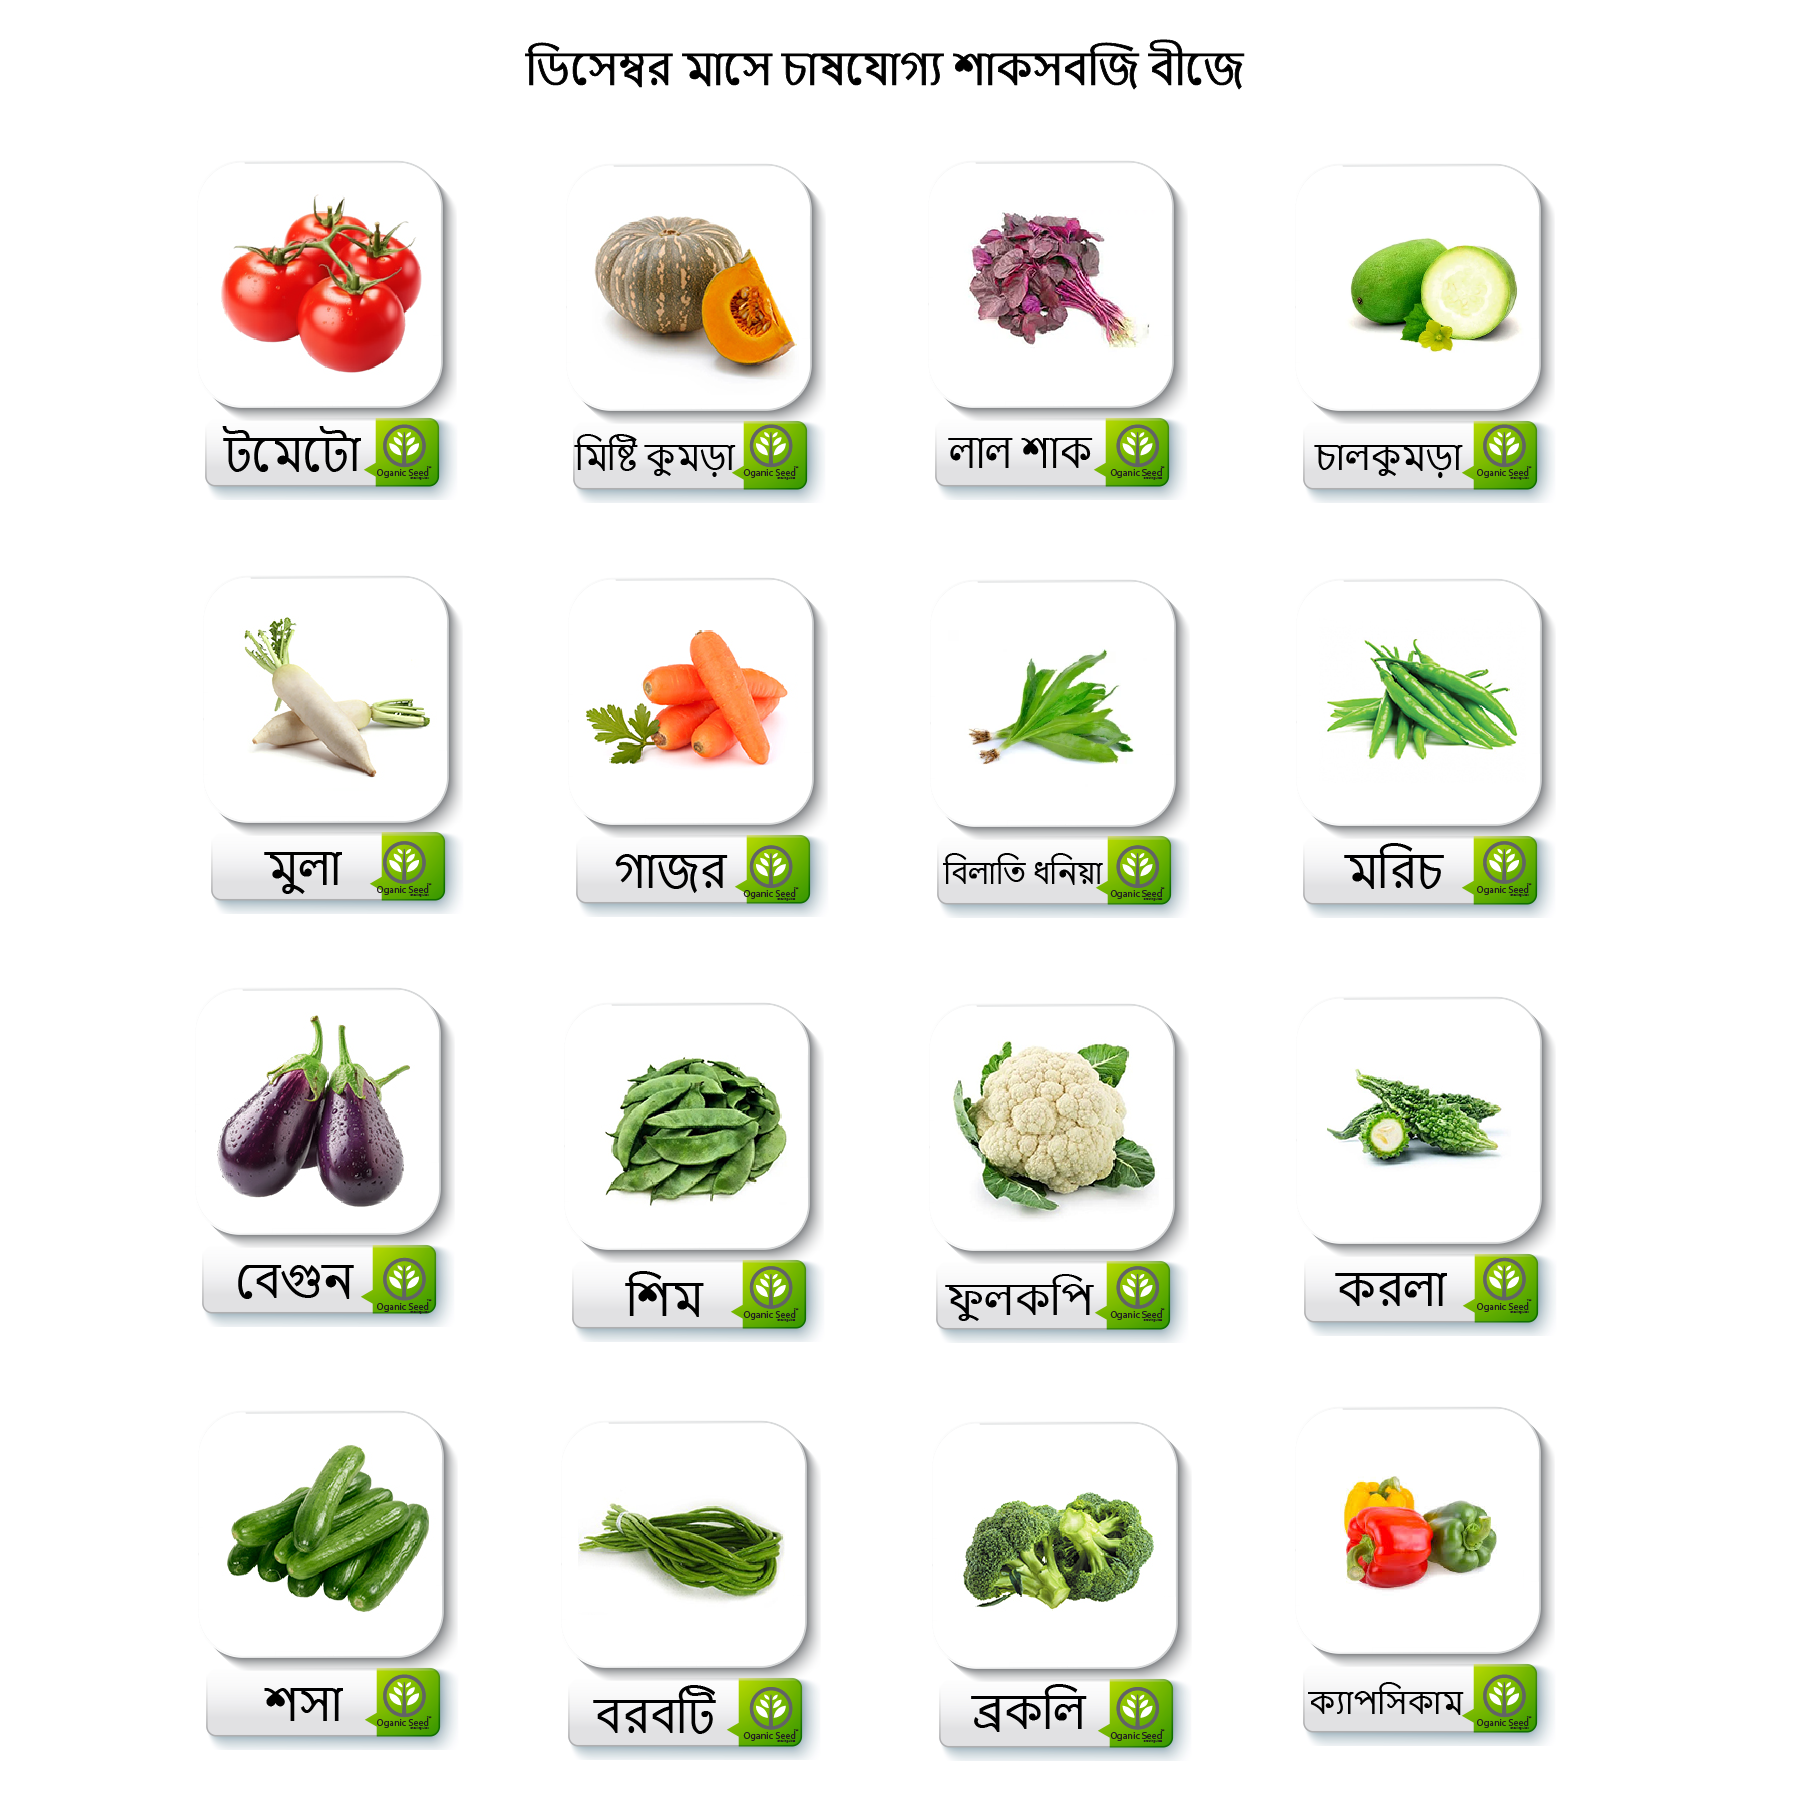 ডিসেম্বর মাসে চাষযোগ্য শাকসবজি বীজে
টমেটো
Oganic Seed
মিষ্টি কুমড়া
Oganic Seed
লাল শাক
Oganic Seed
চালকুমড়া
Oganic Seed
মুলা
Oganic Seed
গাজর
Oganic Seed
বিলাতি ধনিয়া
Oganic Seed
মরিচ
Oganic Seed
বেগুন
Oganic Seed
শিম
Oganic Seed
ফুলকপি
Oganic Seed
করলা
Oganic Seed
শসা
Oganic Seed
বরবটি
Oganic Seed
ব্রকলি
Oganic Seed
ক্যাপসিকাম
Oganic Seed